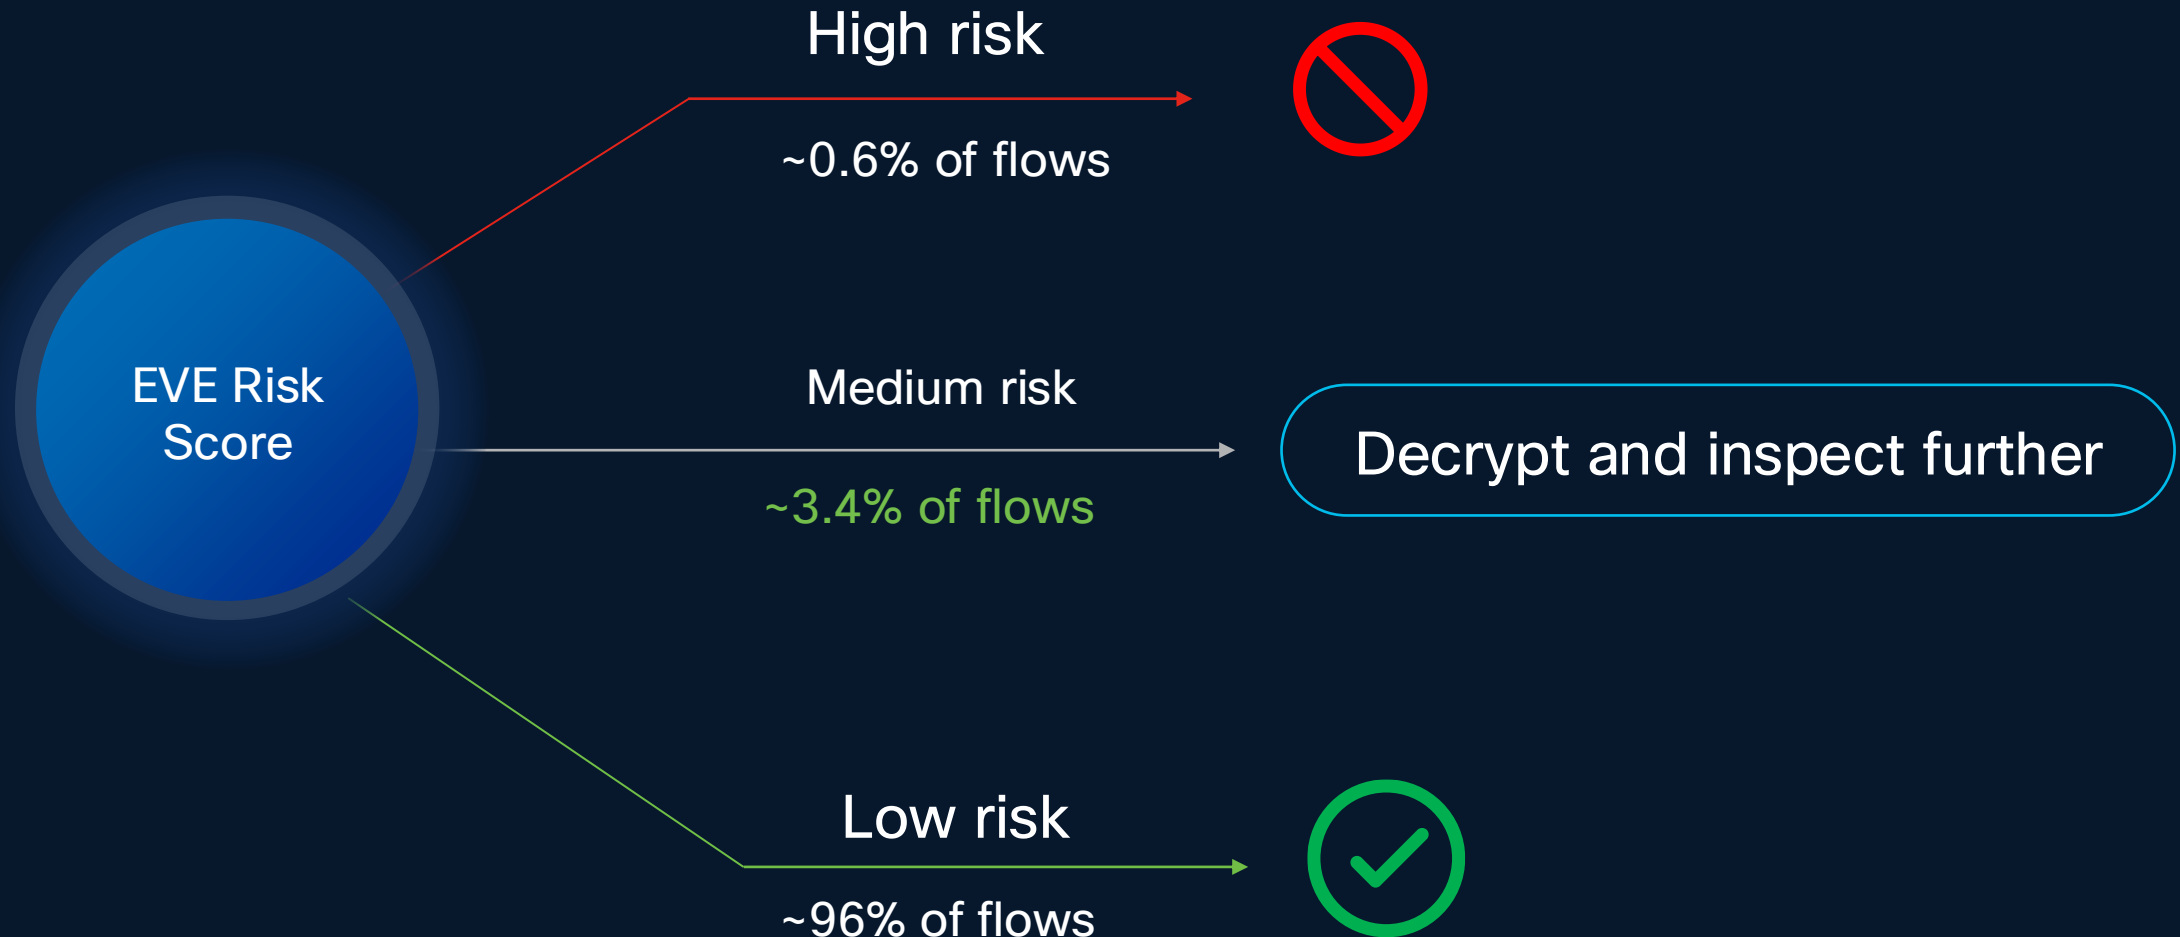 High risk
~0.6% of flows
EVE Risk
Score
Medium risk
~3.4% of flows
Decrypt and inspect further
Low risk
~96% of flows